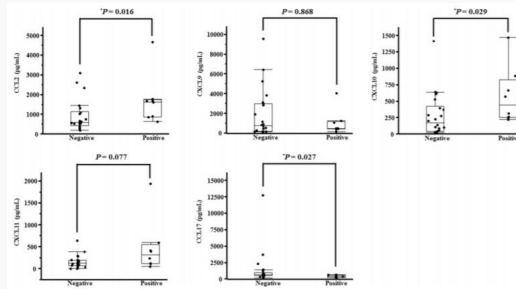 *P = 0.016
CCL2 (pg/mL)
5000
4000
3000
2000
1000
0
Negative
Positive
P = 0.868
CXCL9 (pg/mL)
10000
8000
6000
4000
2000
0
Negative
Positive
*P = 0.029
CXCL10 (pg/mL)
1500
1250
1000
750
500
250
0
Negative
Positive
P = 0.077
CXCL11 (pg/mL)
2000
1500
1000
500
0
Negative
Positive
*P = 0.027
CCL17 (pg/mL)
15000
12500
10000
7500
5000
2500
0
Negative
Positive